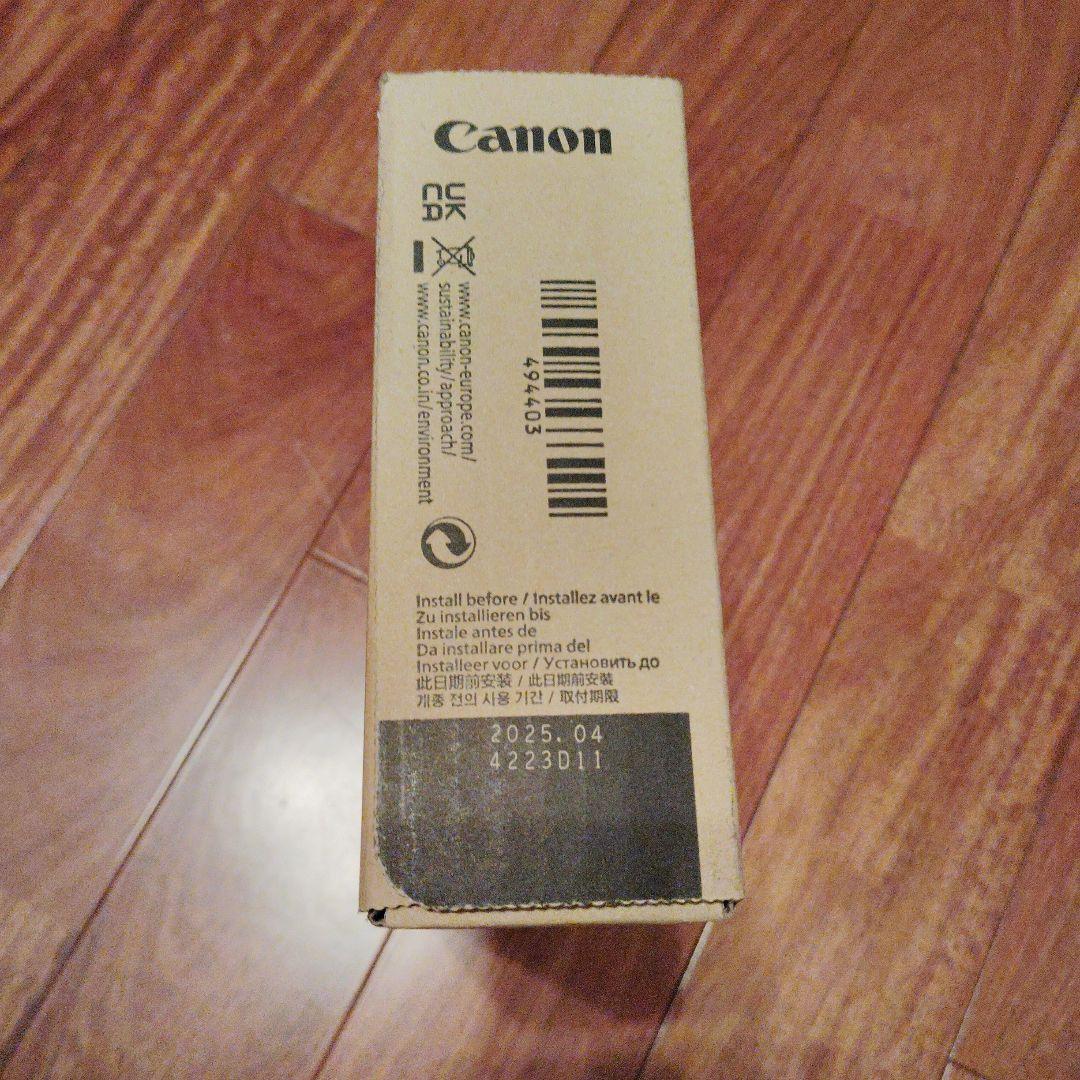 Canon
UK
CA
www.canon-europe.com/
sustainability/approach/
www.canon.co.in/environment
494403
Install before / Installez avant le
Zu installieren bis
Instale antes de
Da installare prima del
Installeer voor / Установить до
此日期前安装 / 此日期前安裝
개봉 전의 사용 기간 / 取付期限
2025.04
4223D11